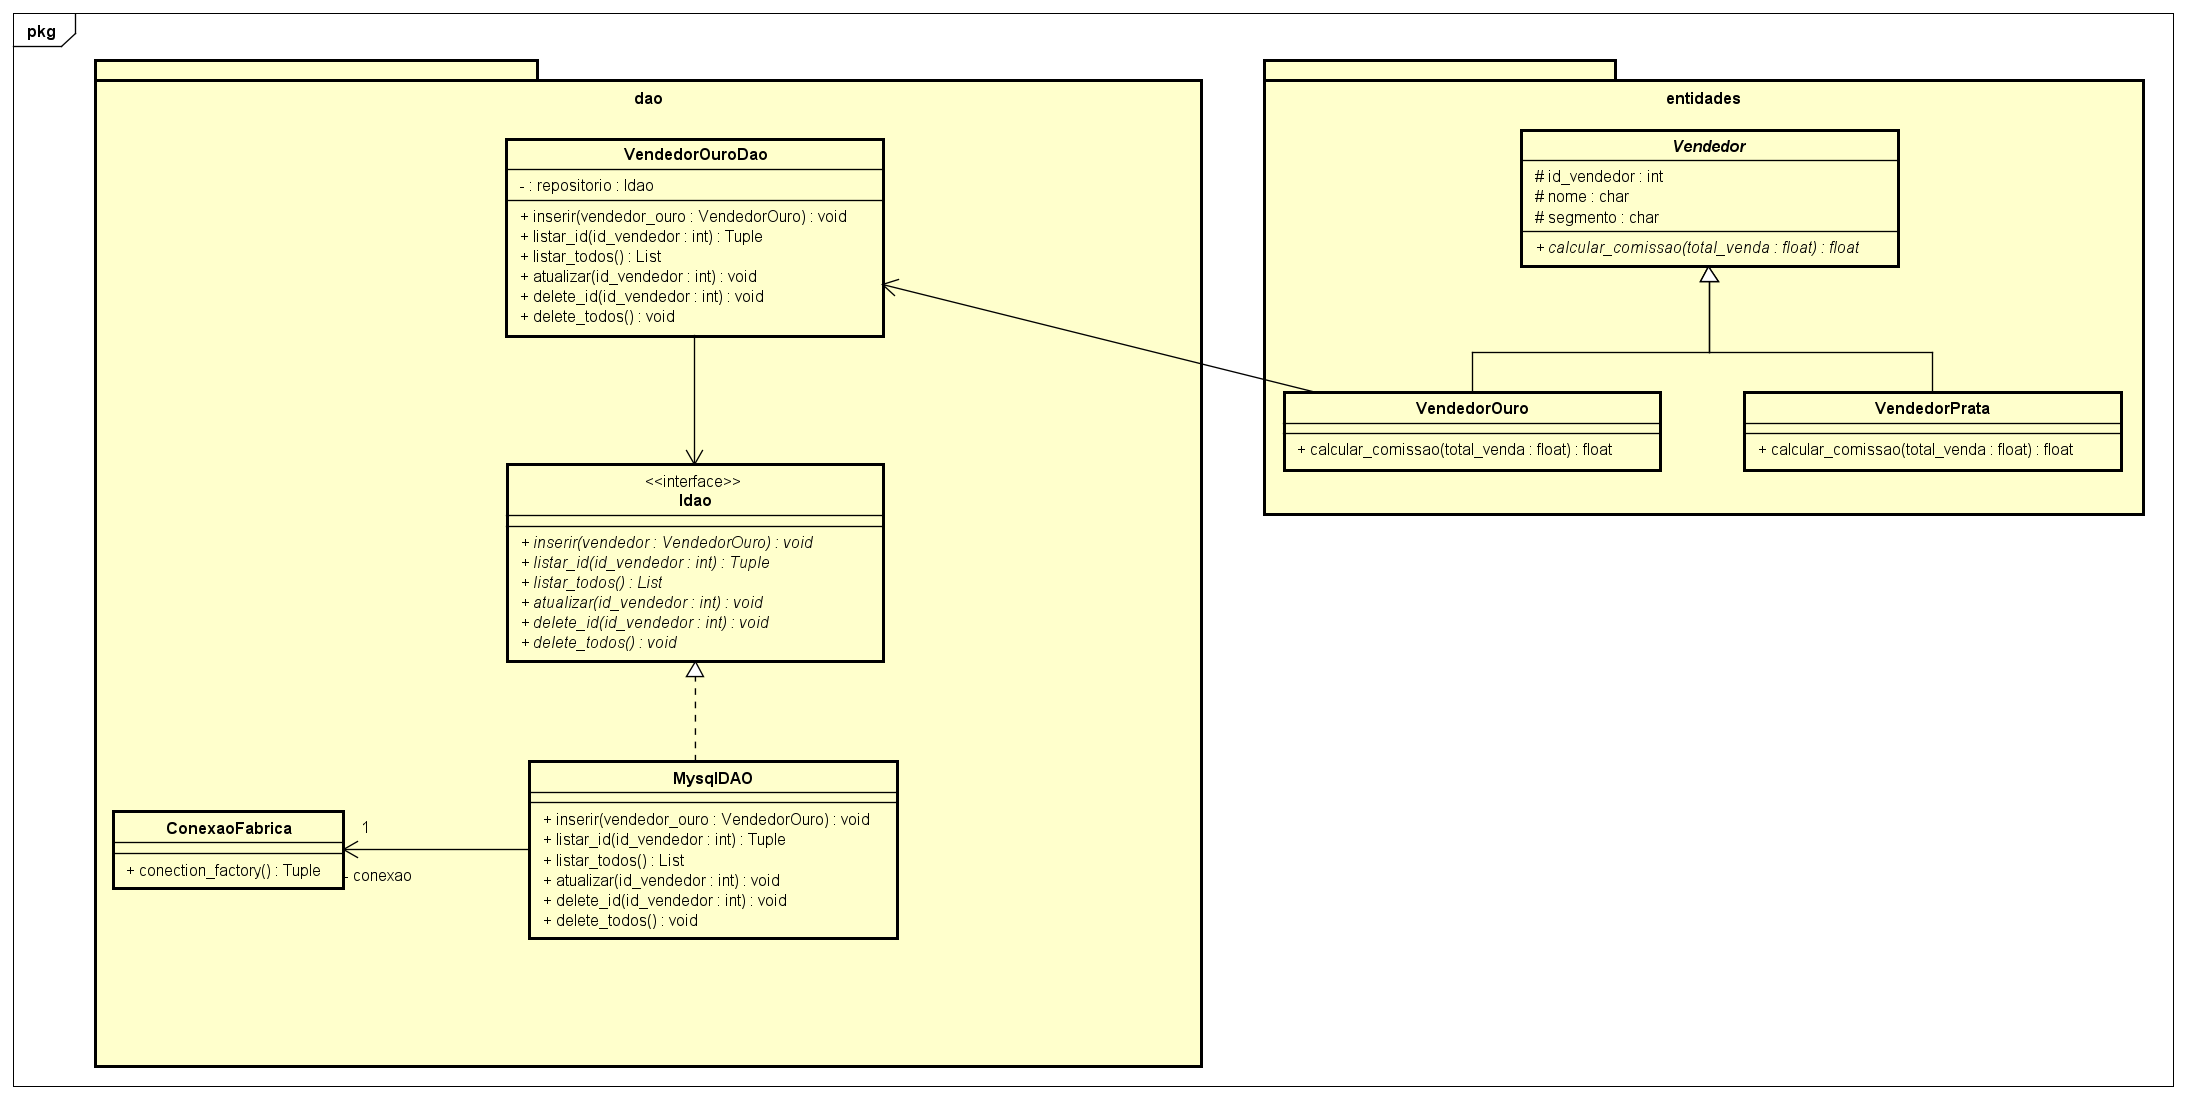 pkg
dao
VendedorOuroDao
- : repositorio : Idao
+ inserir(vendedor_ouro : VendedorOuro) : void
+ listar_id(id_vendedor : int) : Tuple
+ listar_todos() : List
+ atualizar(id_vendedor : int) : void
+ delete_id(id_vendedor : int) : void
+ delete_todos() : void
<<interface>>
Idao
+ inserir(vendedor : VendedorOuro) : void
+ listar_id(id_vendedor : int) : Tuple
+ listar_todos() : List
+ atualizar(id_vendedor : int) : void
+ delete_id(id_vendedor : int) : void
+ delete_todos() : void
MysqlDAO
+ inserir(vendedor_ouro : VendedorOuro) : void
+ listar_id(id_vendedor : int) : Tuple
+ listar_todos() : List
+ atualizar(id_vendedor : int) : void
+ delete_id(id_vendedor : int) : void
+ delete_todos() : void
ConexaoFabrica
+ conection_factory() : Tuple
1
- conexao
entidades
Vendedor
# id_vendedor : int
# nome : char
# segmento : char
+ calcular_comissao(total_venda : float) : float
VendedorOuro
+ calcular_comissao(total_venda : float) : float
VendedorPrata
+ calcular_comissao(total_venda : float) : float